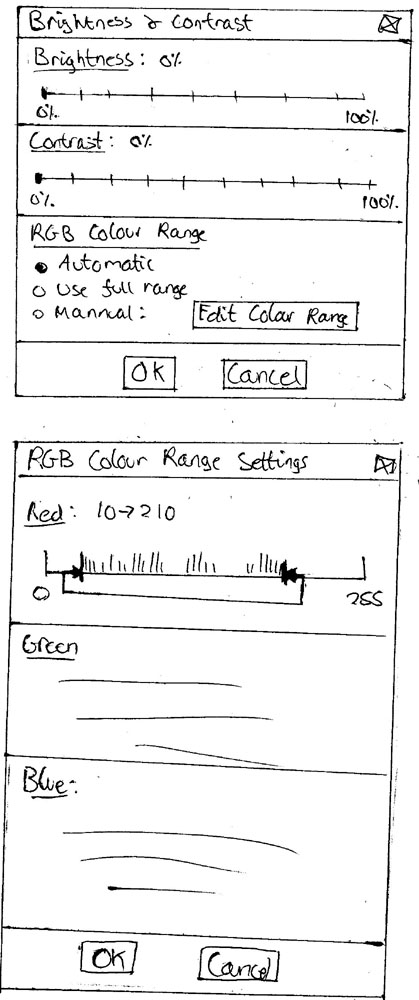 Brightness & Contrast
Brightness: 0%
0% 100%
Contrast: 0%
0% 100%
RGB Colour Range
Automatic
Use full range
Mannual: Edit Colour Range
OK Cancel
RGB Colour Range Settings
Red: 10→210
0 255
Green
Blue:
OK Cancel